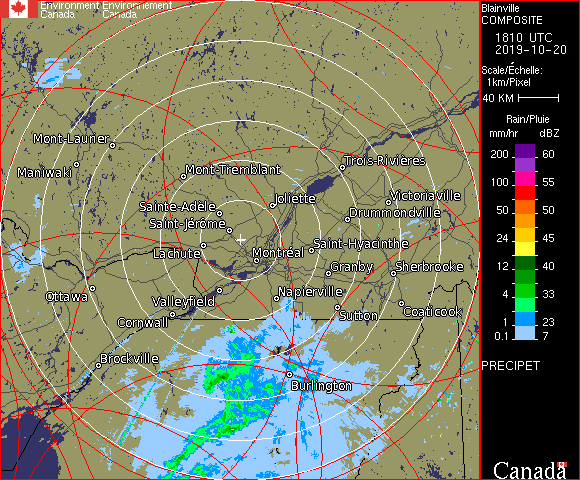 Environment Environnement
Canada Canada
Blainville
COMPOSITE
1810 UTC
2019-10-20
Scale/Échelle:
1km/Pixel
40 KM
Rain/Pluie
mm/hr dBZ
200 60
100 55
50 50
24 45
12 40
4 33
1 23
0.1 7
PRECIPET
Canada
Mont-Laurier
Maniwaki
Mont-Tremblant
Trois-Rivières
Joliette
Victoriaville
Sainte-Adèle
Drummondville
Saint-Jérôme
Saint-Hyacinthe
Lachute
Montréal
Granby
Sherbrooke
Ottawa
Valleyfield
Napierville
Sutton
Coaticook
Cornwall
Brockville
Burlington